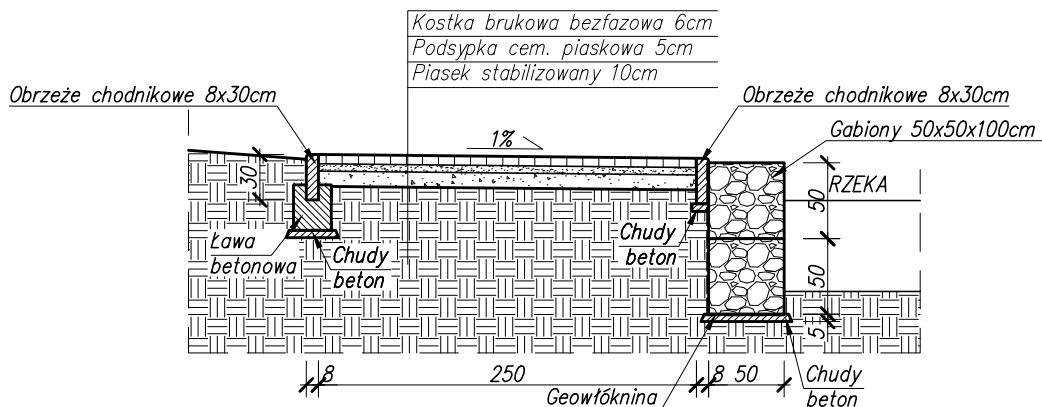 Kostka brukowa bezfazowa 6cm
Podsypka cem. piaskowa 5cm
Piasek stabilizowany 10cm
Obrzeże chodnikowe 8x30cm
Obrzeże chodnikowe 8x30cm
Gabiony 50x50x100cm
1%
30
RZEKA
50
Ława
betonowa
Chudy
beton
Chudy
beton
50
5
8
250
8
50
Geowłóknina
Chudy
beton